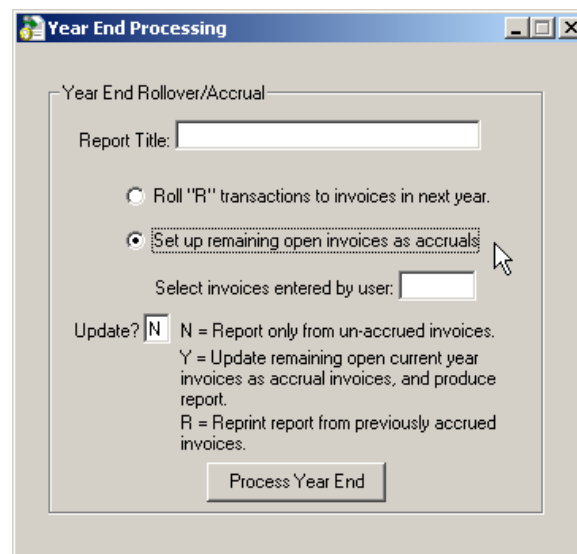 Year End Processing
Year End Rollover/Accrual
Report Title:
Roll "R" transactions to invoices in next year.
Set up remaining open invoices as accruals
Select invoices entered by user:
Update? N N = Report only from un-accrued invoices.
Y = Update remaining open current year
invoices as accrual invoices, and produce
report.
R = Reprint report from previously accrued
invoices.
Process Year End